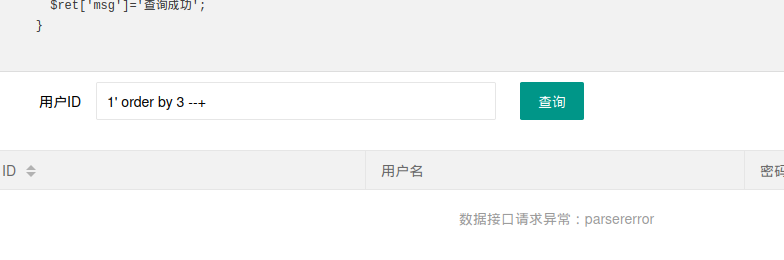 $ret['msg']='查询成功';
}
用户ID 1' order by 3 --+ 查询
ID 用户名 密码
数据接口请求异常：parsererror